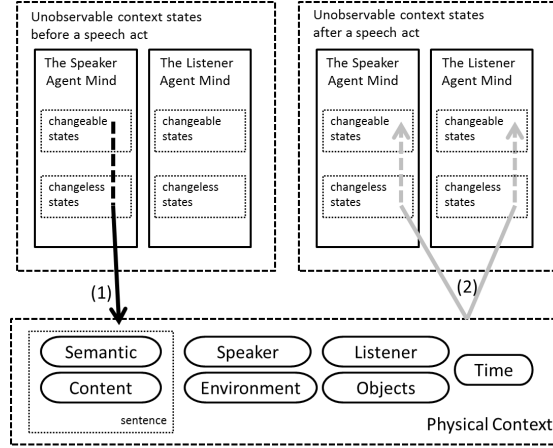 Unobservable context states
before a speech act
The Speaker
Agent Mind
changeable
states
changeless
states
The Listener
Agent Mind
changeable
states
changeless
states
Unobservable context states
after a speech act
The Speaker
Agent Mind
changeable
states
changeless
states
The Listener
Agent Mind
changeable
states
changeless
states
(1)
(2)
Semantic
Content
sentence
Speaker
Listener
Environment
Objects
Time
Physical Context